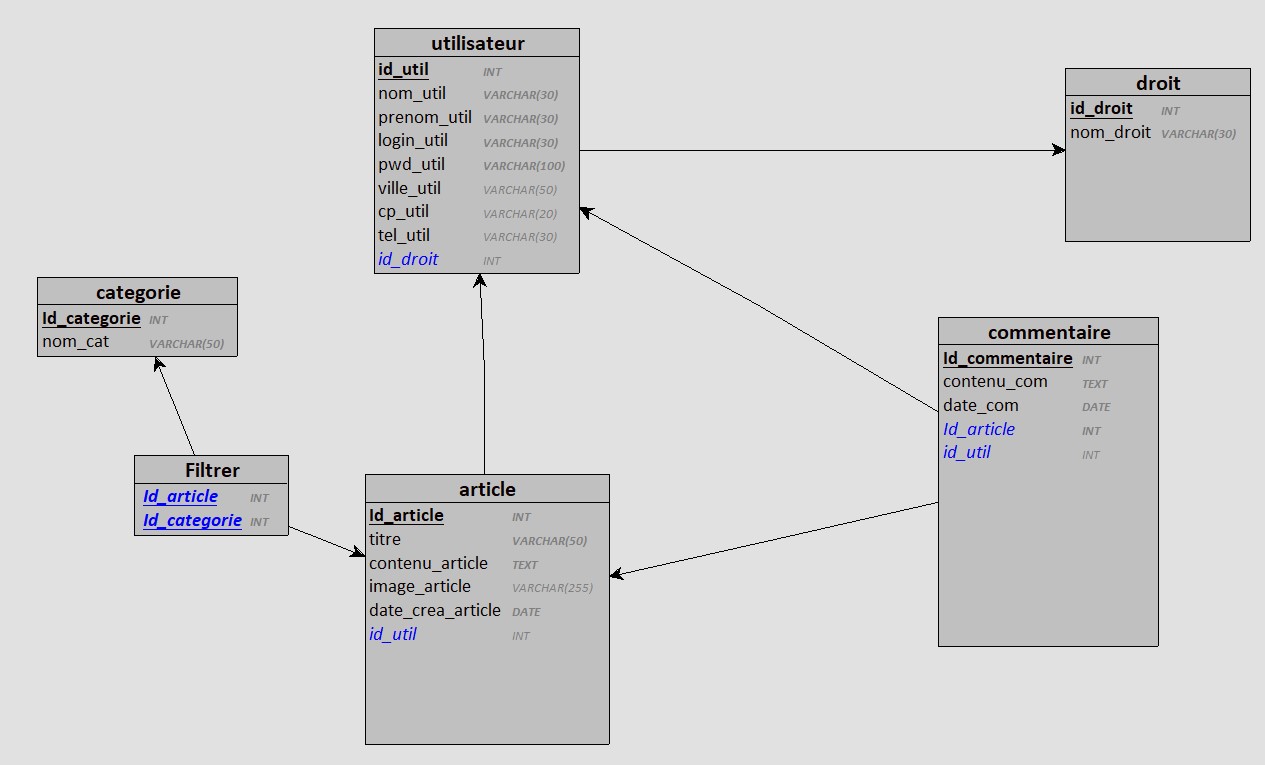 utilisateur
id_util INT
nom_util VARCHAR(30)
prenom_util VARCHAR(30)
login_util VARCHAR(30)
pwd_util VARCHAR(100)
ville_util VARCHAR(50)
cp_util VARCHAR(20)
tel_util VARCHAR(30)
id_droit INT
droit
id_droit INT
nom_droit VARCHAR(30)
categorie
Id_categorie INT
nom_cat VARCHAR(50)
commentaire
Id_commentaire INT
contenu_com TEXT
date_com DATE
Id_article INT
id_util INT
Filtrer
Id_article INT
Id_categorie INT
article
Id_article INT
titre VARCHAR(50)
contenu_article TEXT
image_article VARCHAR(255)
date_crea_article DATE
id_util INT